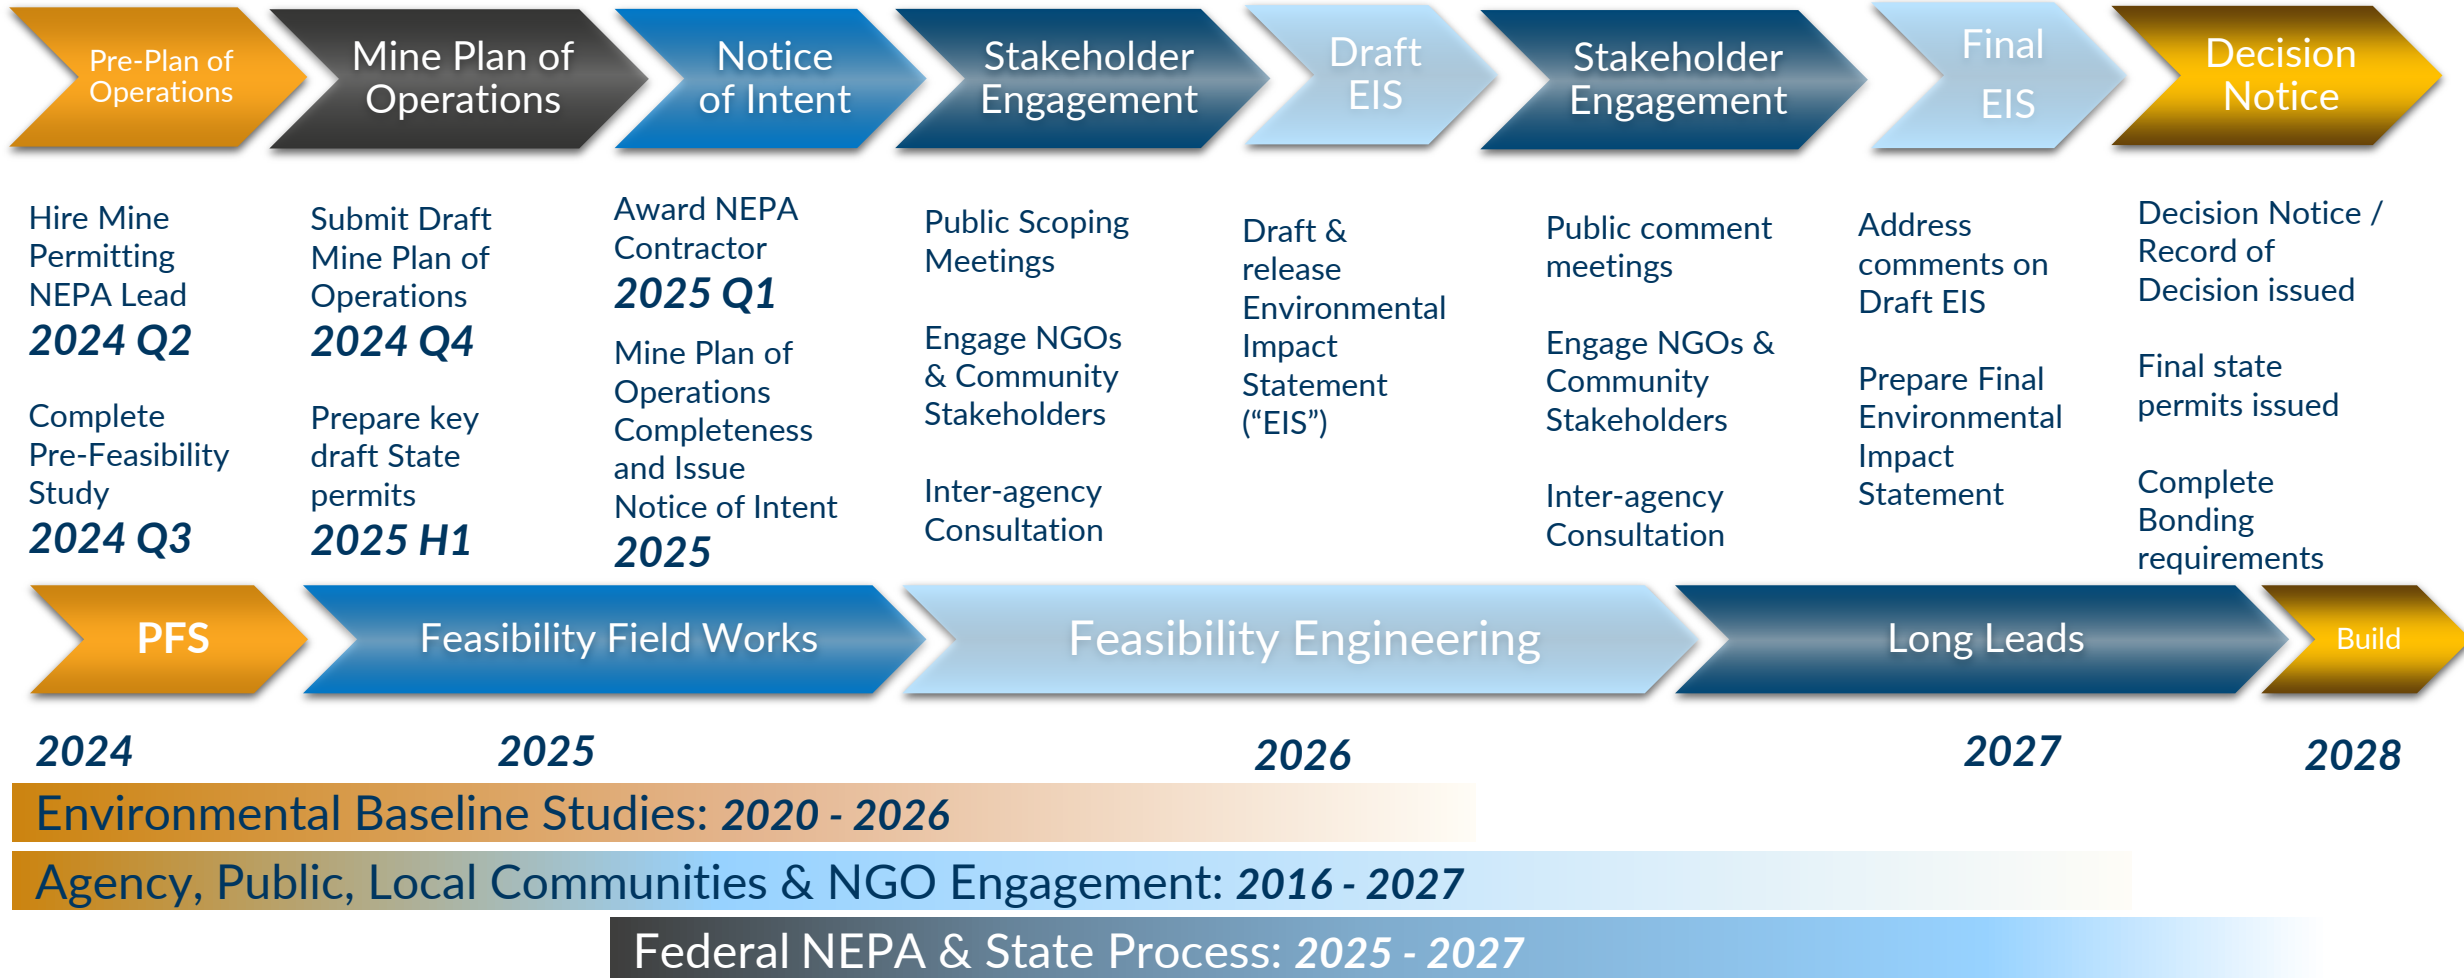 Pre-Plan of
Operations
Mine Plan of
Operations
Notice
of Intent
Stakeholder
Engagement
Draft
EIS
Stakeholder
Engagement
Final
EIS
Decision
Notice
Hire Mine
Permitting
NEPA Lead
2024 Q2
Complete
Pre-Feasibility
Study
2024 Q3
Submit Draft
Mine Plan of
Operations
2024 Q4
Prepare key
draft State
permits
2025 H1
Award NEPA
Contractor
2025 Q1
Mine Plan of
Operations
Completeness
and Issue
Notice of Intent
2025
Public Scoping
Meetings
Engage NGOs
& Community
Stakeholders
Inter-agency
Consultation
Draft &
release
Environmental
Impact
Statement
(“EIS”)
Public comment
meetings
Engage NGOs &
Community
Stakeholders
Inter-agency
Consultation
Address
comments on
Draft EIS
Prepare Final
Environmental
Impact
Statement
Decision Notice /
Record of
Decision issued
Final state
permits issued
Complete
Bonding
requirements
PFS
Feasibility Field Works
Feasibility Engineering
Long Leads
Build
2024
2025
2026
2027
2028
Environmental Baseline Studies: 2020 - 2026
Agency, Public, Local Communities & NGO Engagement: 2016 - 2027
Federal NEPA & State Process: 2025 - 2027